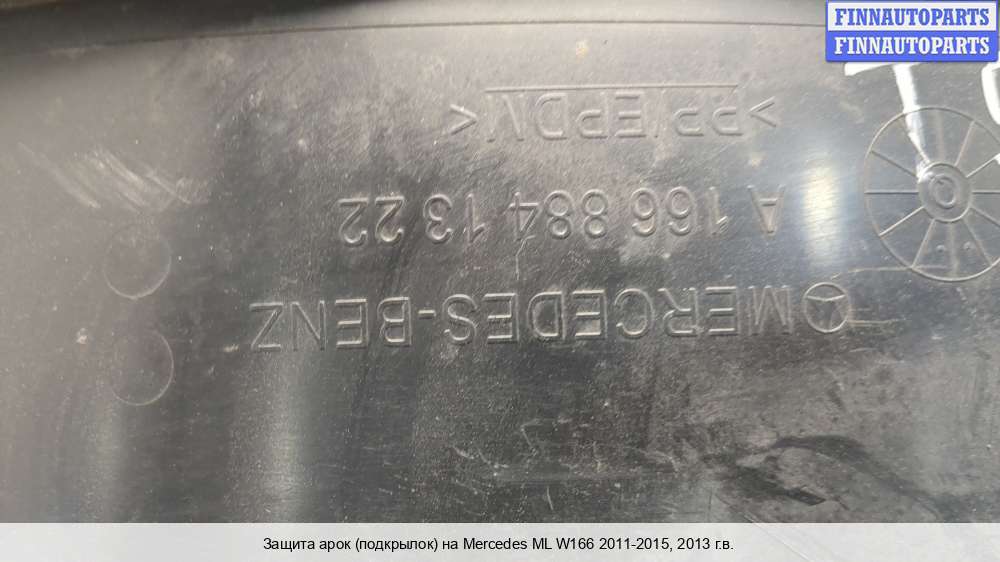 FINNAUTOPARTS
FINNAUTOPARTS
MERCEDES-BENZ
A 166 884 13 22
>PP/EPDM<
Защита арок (подкрылок) на Mercedes ML W166 2011-2015, 2013 г.в.